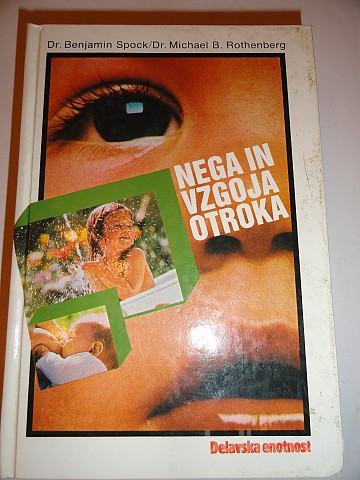 Dr. Benjamin Spock/Dr. Michael B. Rothenberg
NEGA IN
VZGOJA
OTROKA
Delavska enotnost